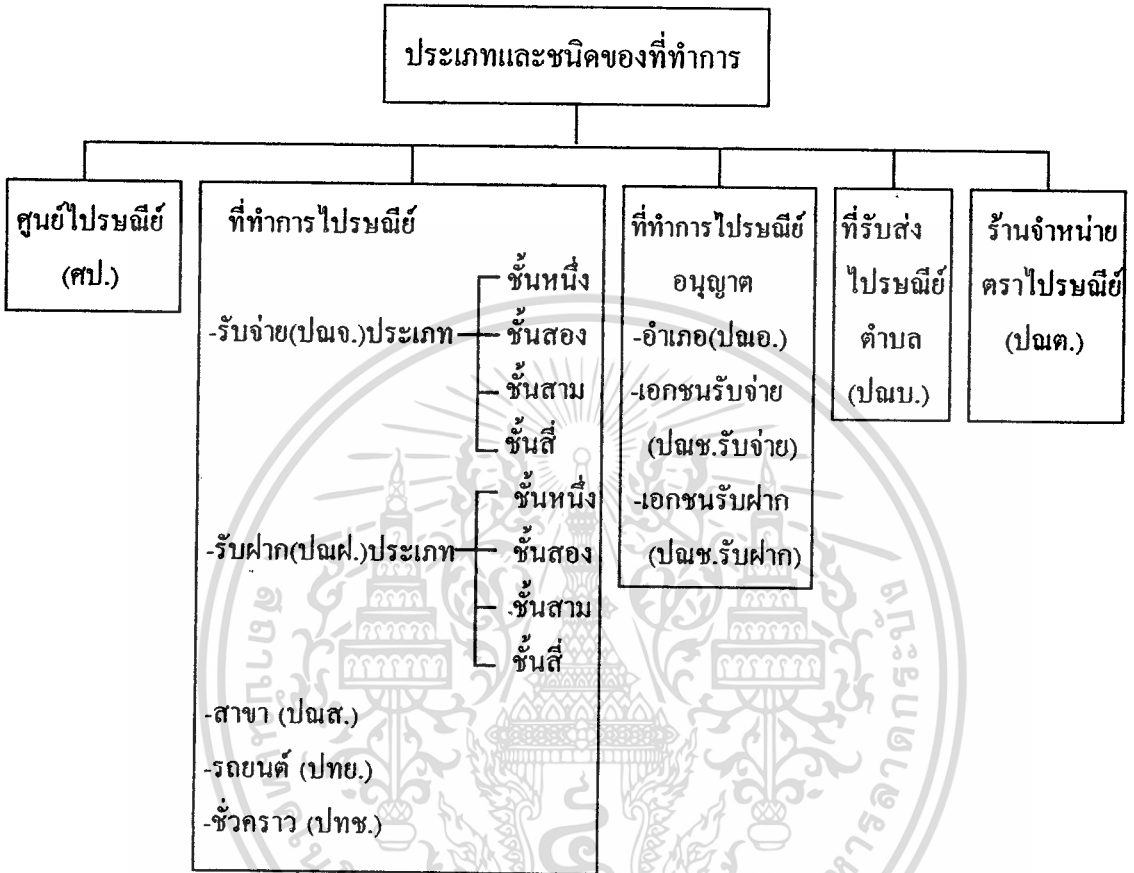 ประเภทและชนิดของที่ทำการ
ศูนย์ไปรษณีย์
(ศป.)
ที่ทำการไปรษณีย์
-รับจ่าย(ปณจ.)ประเภท
ชั้นหนึ่ง
ชั้นสอง
ชั้นสาม
ชั้นสี่
-รับฝาก(ปณฝ.)ประเภท
ชั้นหนึ่ง
ชั้นสอง
ชั้นสาม
ชั้นสี่
-สาขา (ปณส.)
-รถยนต์ (ปทย.)
-ชั่วคราว (ปทช.)
ที่ทำการไปรษณีย์
อนุญาต
-อำเภอ(ปณอ.)
-เอกชนรับจ่าย
(ปณช.รับจ่าย)
-เอกชนรับฝาก
(ปณช.รับฝาก)
ที่รับส่ง
ไปรษณีย์
ตำบล
(ปณบ.)
ร้านจำหน่าย
ตราไปรษณีย์
(ปณต.)